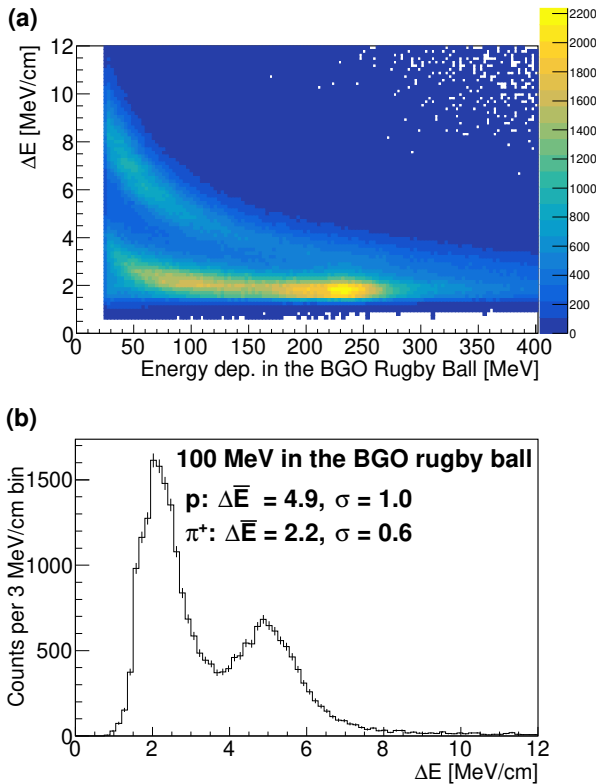 (a)
ΔE [MeV/cm]
12
10
8
6
4
2
0
0 50 100 150 200 250 300 350 400
Energy dep. in the BGO Rugby Ball [MeV]
2200
2000
1800
1600
1400
1200
1000
800
600
400
200
0
(b)
Counts per 3 MeV/cm bin
1500
1000
500
0
100 MeV in the BGO rugby ball
p: ΔE̅ = 4.9, σ = 1.0
π⁺: ΔE̅ = 2.2, σ = 0.6
0 2 4 6 8 10 12
ΔE [MeV/cm]